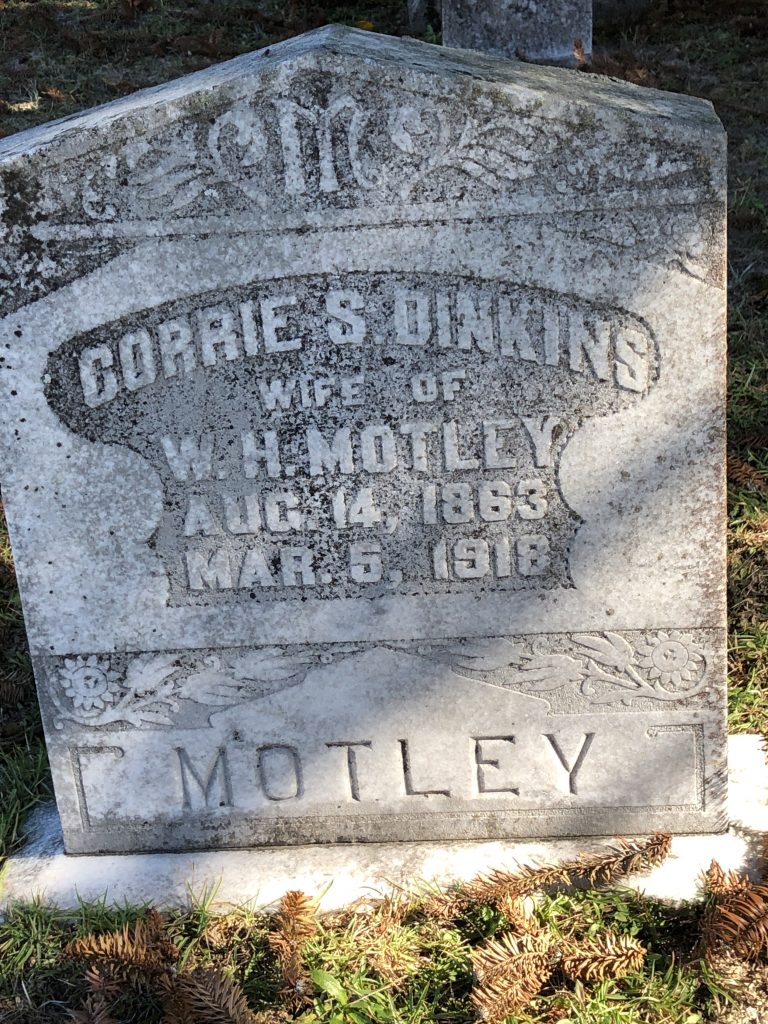 M
CORRIE S. DINKINS
WIFE OF
W. H. MOTLEY
AUG. 14, 1863
MAR. 5, 1918
MOTLEY